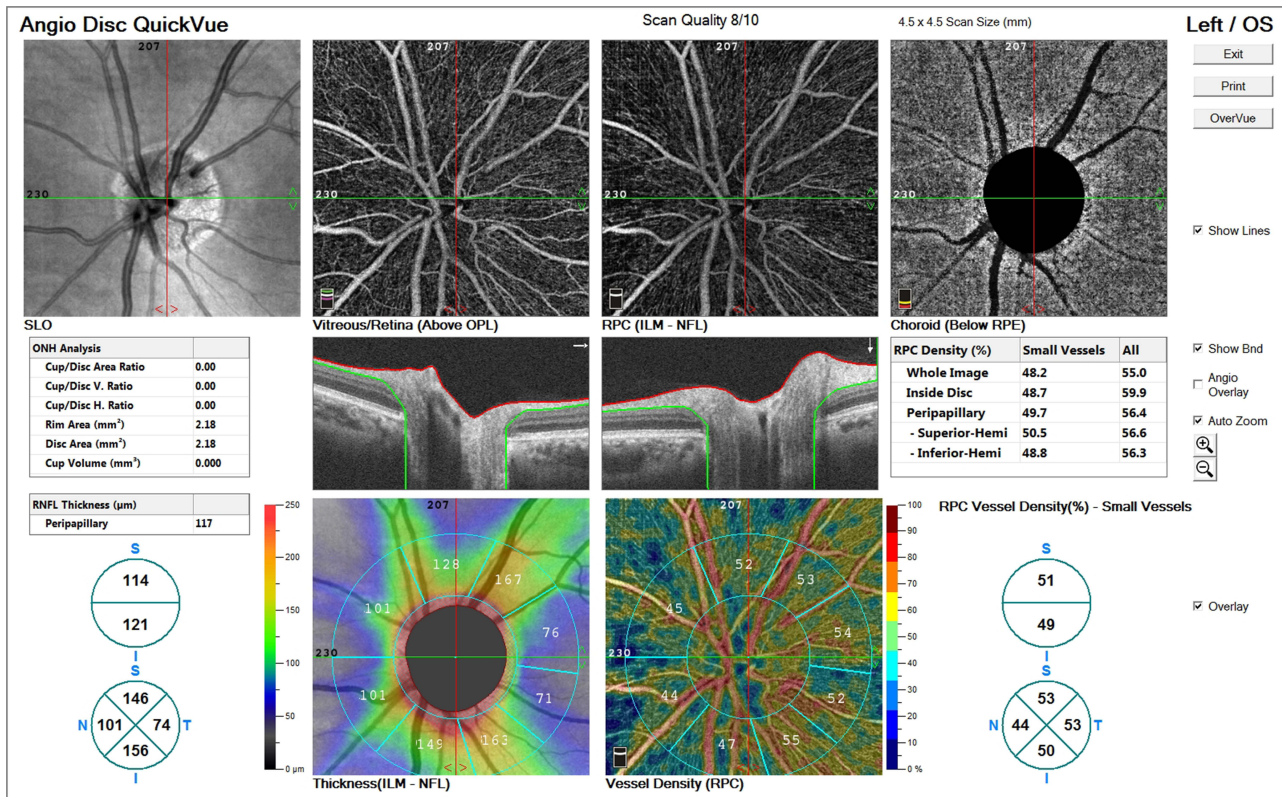 Angio Disc QuickVue
Scan Quality 8/10
4.5 x 4.5 Scan Size (mm)
Left / OS
207
207
207
207
Exit
Print
OverVue
230
230
230
230
Show Lines
SLO
Vitreous/Retina (Above OPL)
RPC (ILM - NFL)
Choroid (Below RPE)
ONH Analysis
Cup/Disc Area Ratio 0.00
Cup/Disc V. Ratio 0.00
Cup/Disc H. Ratio 0.00
Rim Area (mm²) 2.18
Disc Area (mm²) 2.18
Cup Volume (mm³) 0.000
RPC Density (%) Small Vessels All
Whole Image 48.2 55.0
Inside Disc 48.7 59.9
Peripapillary 49.7 56.4
- Superior-Hemi 50.5 56.6
- Inferior-Hemi 48.8 56.3
Show Bnd
Angio
Overlay
Auto Zoom
RNFL Thickness (µm)
Peripapillary 117
S
114
121
I
S
146
N 101 74 T
156
I
250
200
150
100
50
0 µm
207
128
167
101
76
230
101
71
149
163
Thickness(ILM - NFL)
207
52
53
45
54
230
44
52
47
55
Vessel Density (RPC)
100
90
80
70
60
50
40
30
20
10
0 %
RPC Vessel Density(%) - Small Vessels
S
51
49
I
S
53
N 44 53 T
50
I
Overlay